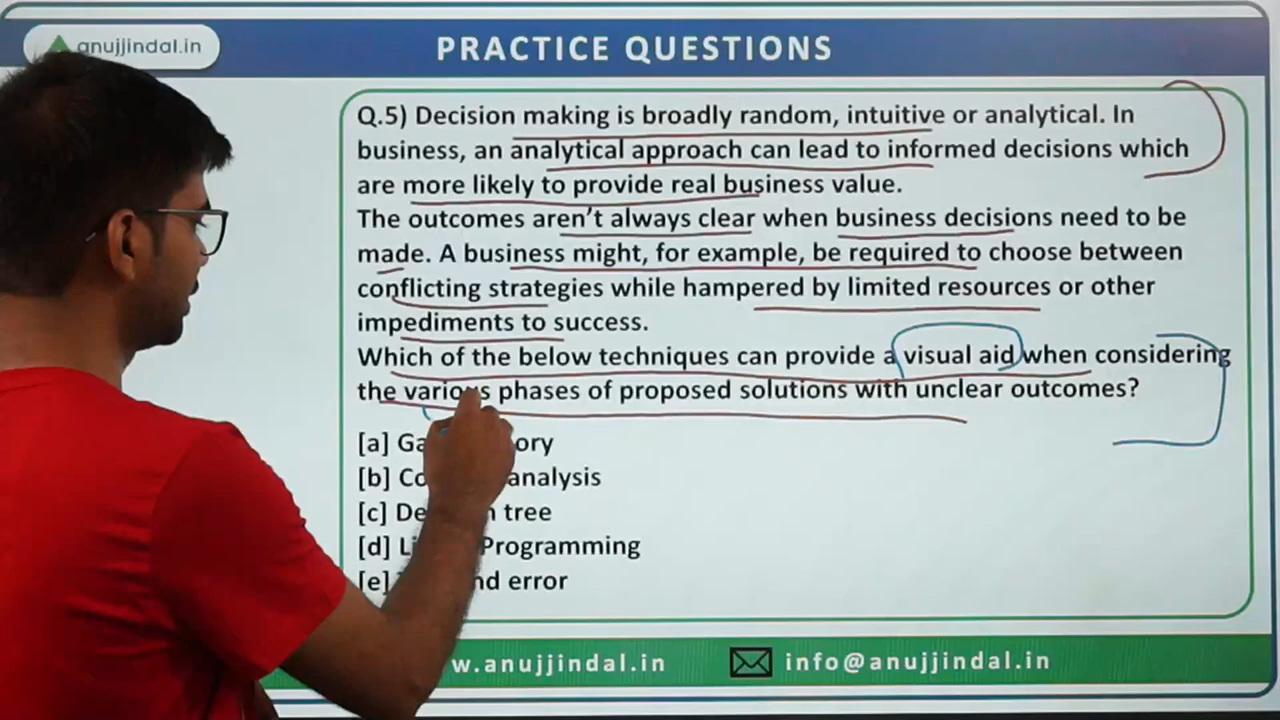 anujjindal.in
PRACTICE QUESTIONS
Q.5) Decision making is broadly random, intuitive or analytical. In
business, an analytical approach can lead to informed decisions which
are more likely to provide real business value.
The outcomes aren’t always clear when business decisions need to be
made. A business might, for example, be required to choose between
conflicting strategies while hampered by limited resources or other
impediments to success.
Which of the below techniques can provide a visual aid when considering
the various phases of proposed solutions with unclear outcomes?
[a] Ga ory
[b] Co analysis
[c] De n tree
[d] Li Programming
[e] nd error
w.anujjindal.in
info@anujjindal.in